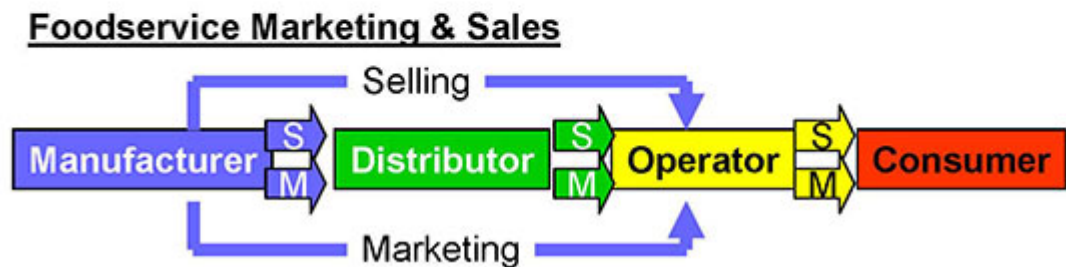 Foodservice Marketing & Sales
Selling
Manufacturer S M Distributor S M Operator S M Consumer
Marketing